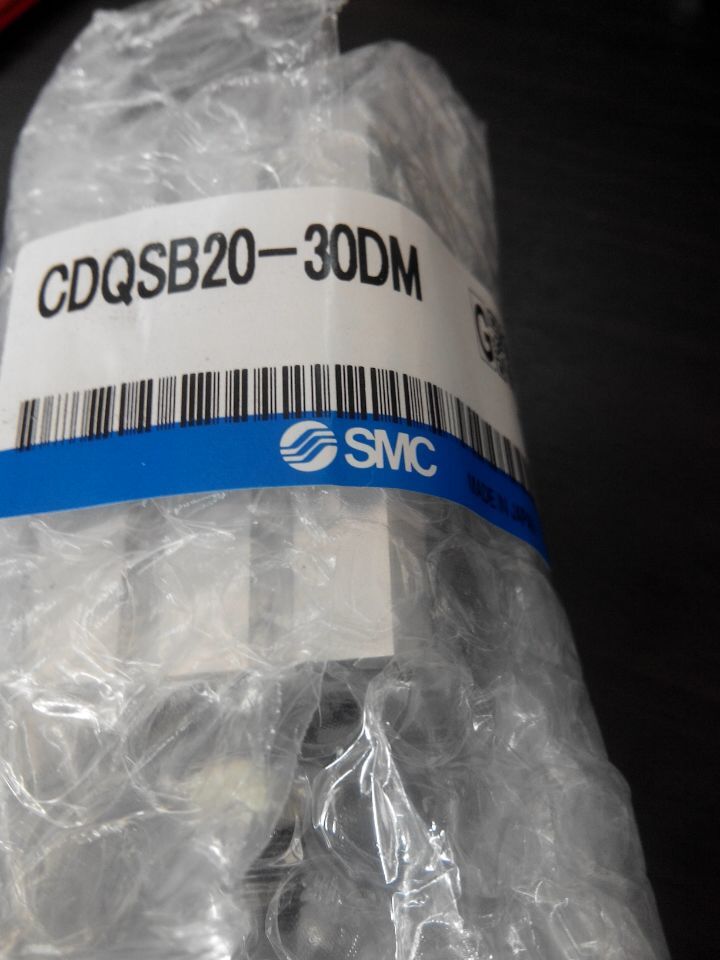 CDQSB20-30DM
G
SMC
MADE IN JAPAN